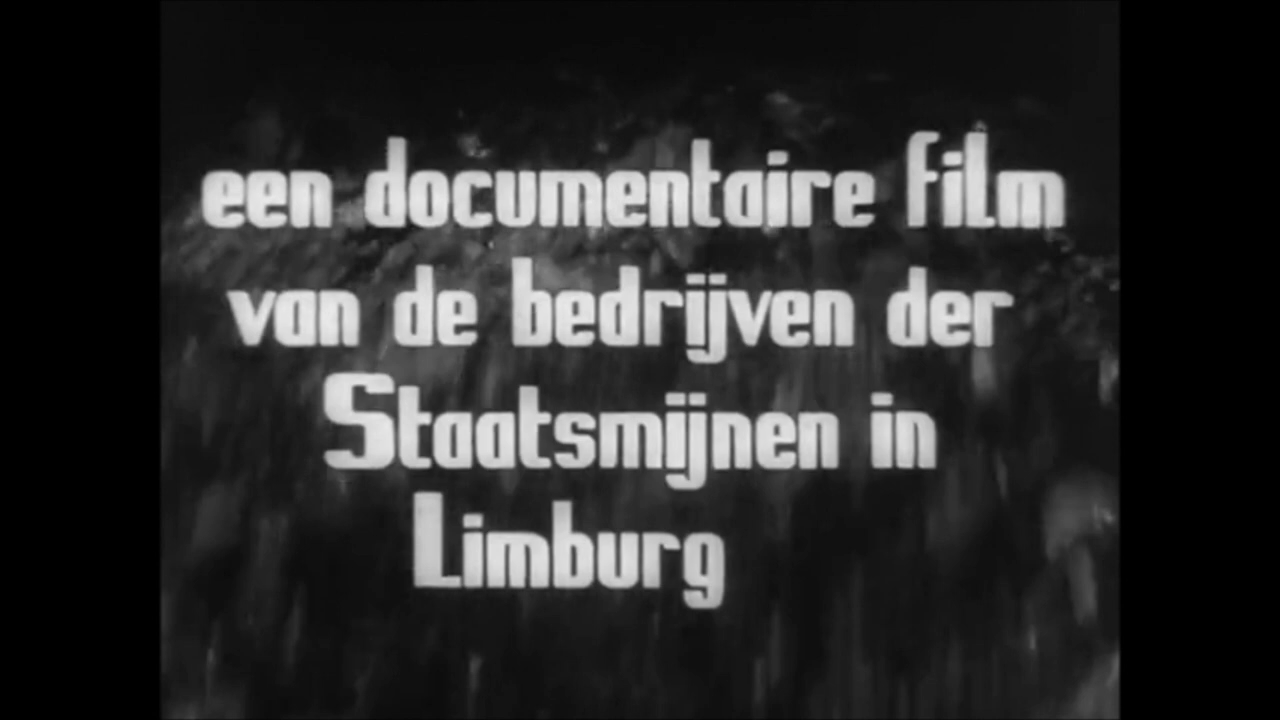 een documentaire film
van de bedrijven der
Staatsmijnen in
Limburg